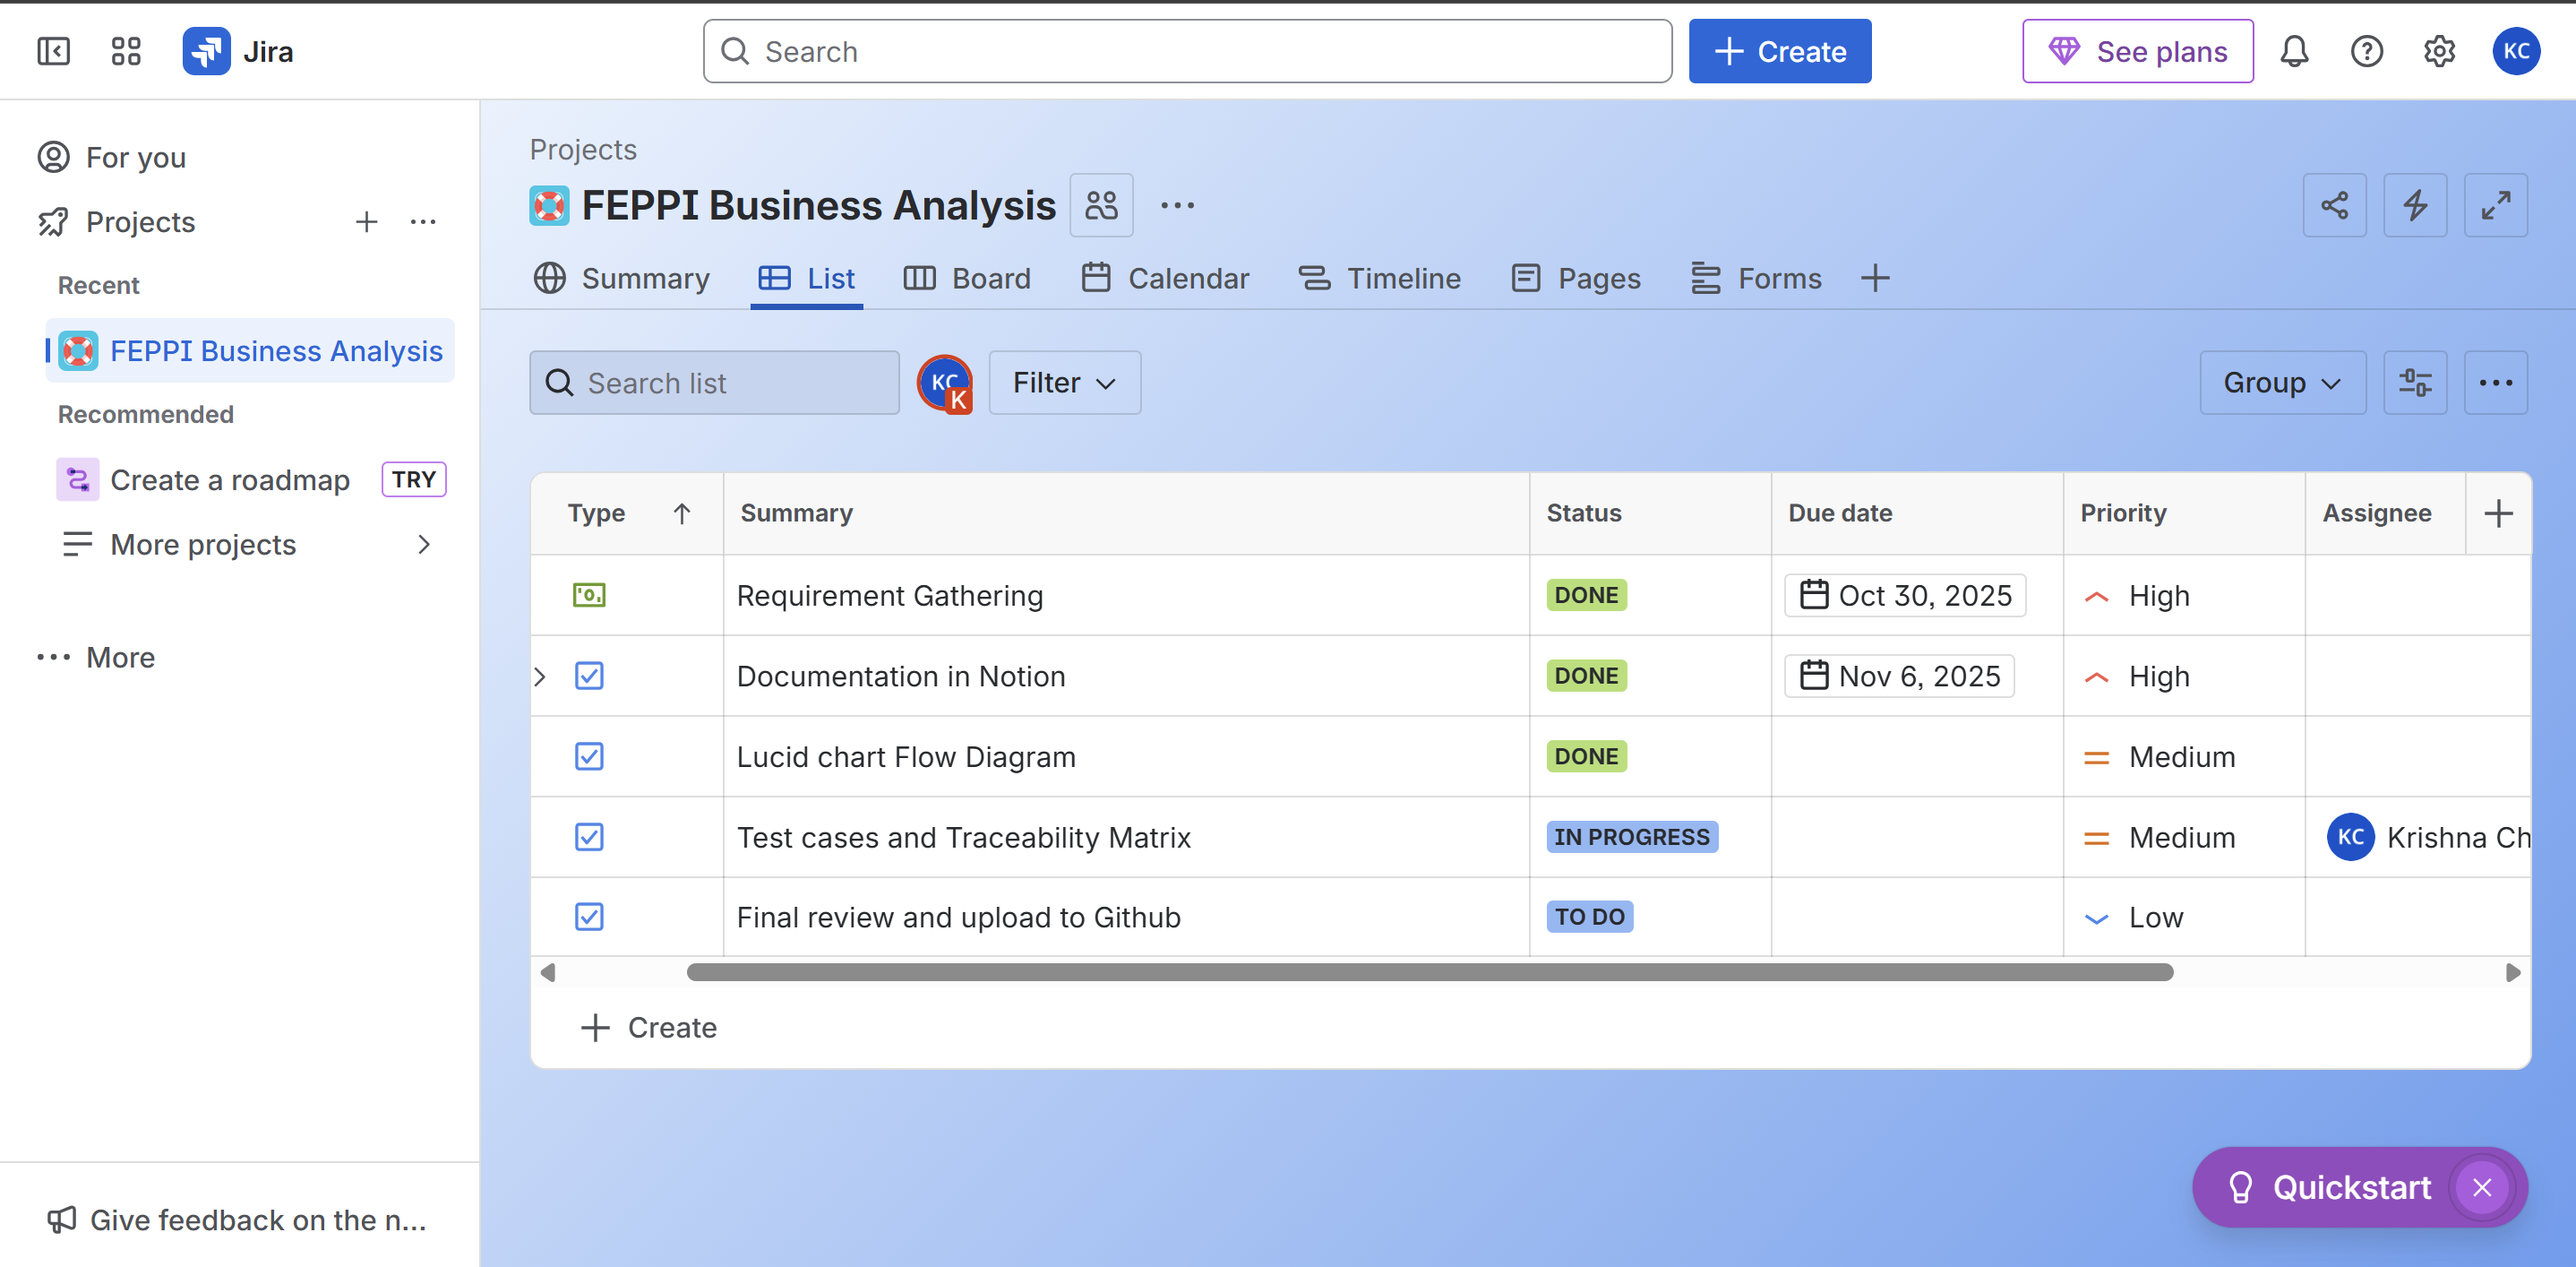 Jira
Search
Create
See plans
KC
For you
Projects
Recent
FEPPI Business Analysis
Recommended
Create a roadmap TRY
More projects
More
Give feedback on the n...
Projects
FEPPI Business Analysis
Summary List Board Calendar Timeline Pages Forms
Search list KC K Filter Group
Type Summary Status Due date Priority Assignee
Requirement Gathering DONE Oct 30, 2025 High
Documentation in Notion DONE Nov 6, 2025 High
Lucid chart Flow Diagram DONE Medium
Test cases and Traceability Matrix IN PROGRESS Medium KC Krishna Ch
Final review and upload to Github TO DO Low
Create
Quickstart